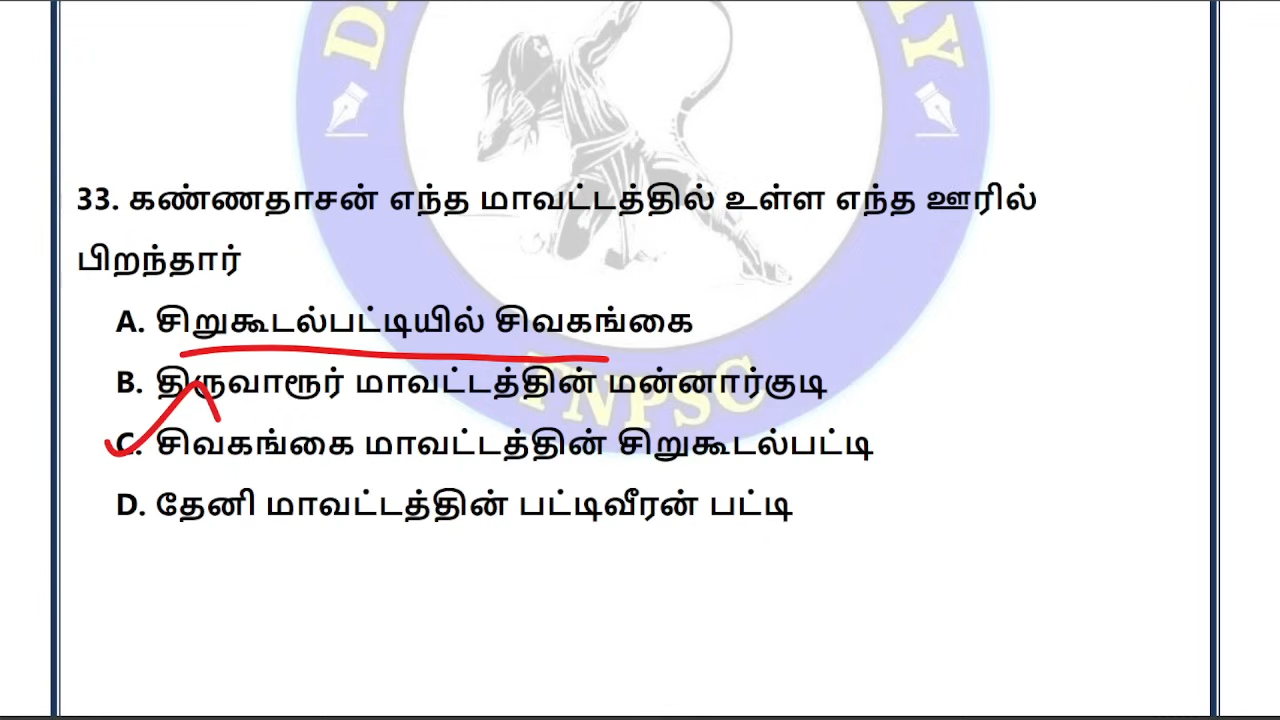 33. கண்ணதாசன் எந்த மாவட்டத்தில் உள்ள எந்த ஊரில்
பிறந்தார்
A. சிறுகூடல்பட்டியில் சிவகங்கை
B. திருவாரூர் மாவட்டத்தின் மன்னார்குடி
C. சிவகங்கை மாவட்டத்தின் சிறுகூடல்பட்டி
D. தேனி மாவட்டத்தின் பட்டிவீரன் பட்டி
TNPSC